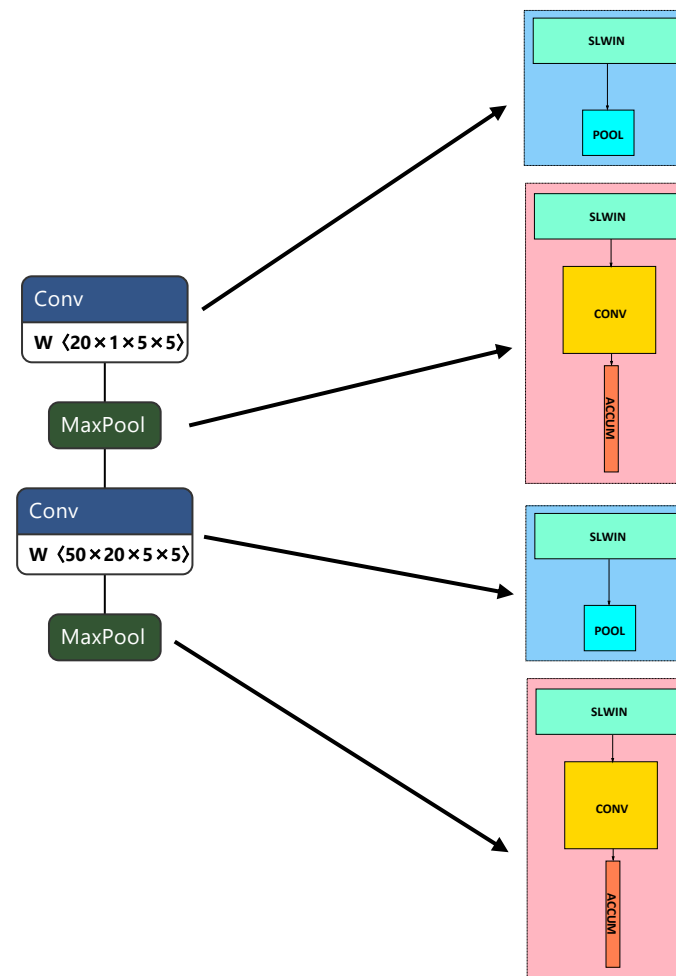 Conv
W〈20×1×5×5〉
MaxPool
Conv
W〈50×20×5×5〉
MaxPool
SLWIN
POOL
SLWIN
CONV
ACCUM
SLWIN
POOL
SLWIN
CONV
ACCUM